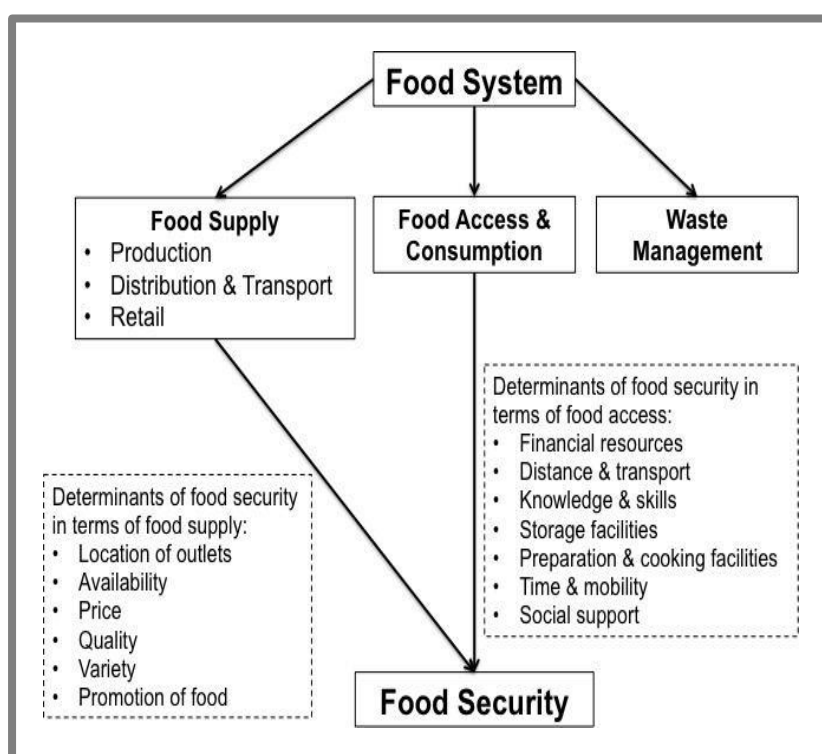 Food System
Food Supply
• Production
• Distribution & Transport
• Retail
Food Access &
Consumption
Waste
Management
Determinants of food security in
terms of food access:
• Financial resources
• Distance & transport
• Knowledge & skills
• Storage facilities
• Preparation & cooking facilities
• Time & mobility
• Social support
Determinants of food security
in terms of food supply:
• Location of outlets
• Availability
• Price
• Quality
• Variety
• Promotion of food
Food Security